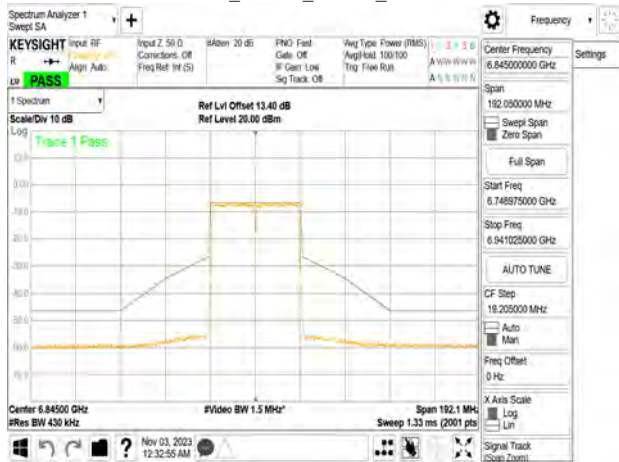 Spectrum Analyzer 1
Swept SA
+
Frequency
KEYSIGHT
Input: RF
Input Z: 50 Ω
#Atten: 20 dB
PNO: Fast
Avg Type: Power (RMS)
R
Corrections: Off
Gate: Off
Avg|Hold: 100/100
Align: Auto
Freq Ref: Int (S)
IF Gain: Low
Trig: Free Run
Sig Track: Off
PASS
Center Frequency
6.845000000 GHz
Settings
Span
192.050000 MHz
Swept Span
Zero Span
Full Span
Start Freq
6.748975000 GHz
Stop Freq
6.941025000 GHz
AUTO TUNE
CF Step
19.205000 MHz
Auto
Man
Freq Offset
0 Hz
X Axis Scale
Log
Lin
Signal Track
(Span Zoom)
1 Spectrum
Scale/Div 10 dB
Ref Lvl Offset 13.40 dB
Ref Level 20.00 dBm
Log
Trace 1 Pass
Center 6.84500 GHz
#Video BW 1.5 MHz*
Span 192.1 MHz
#Res BW 430 kHz
Sweep 1.33 ms (2001 pts)
?
Nov 03, 2023
12:32:55 AM